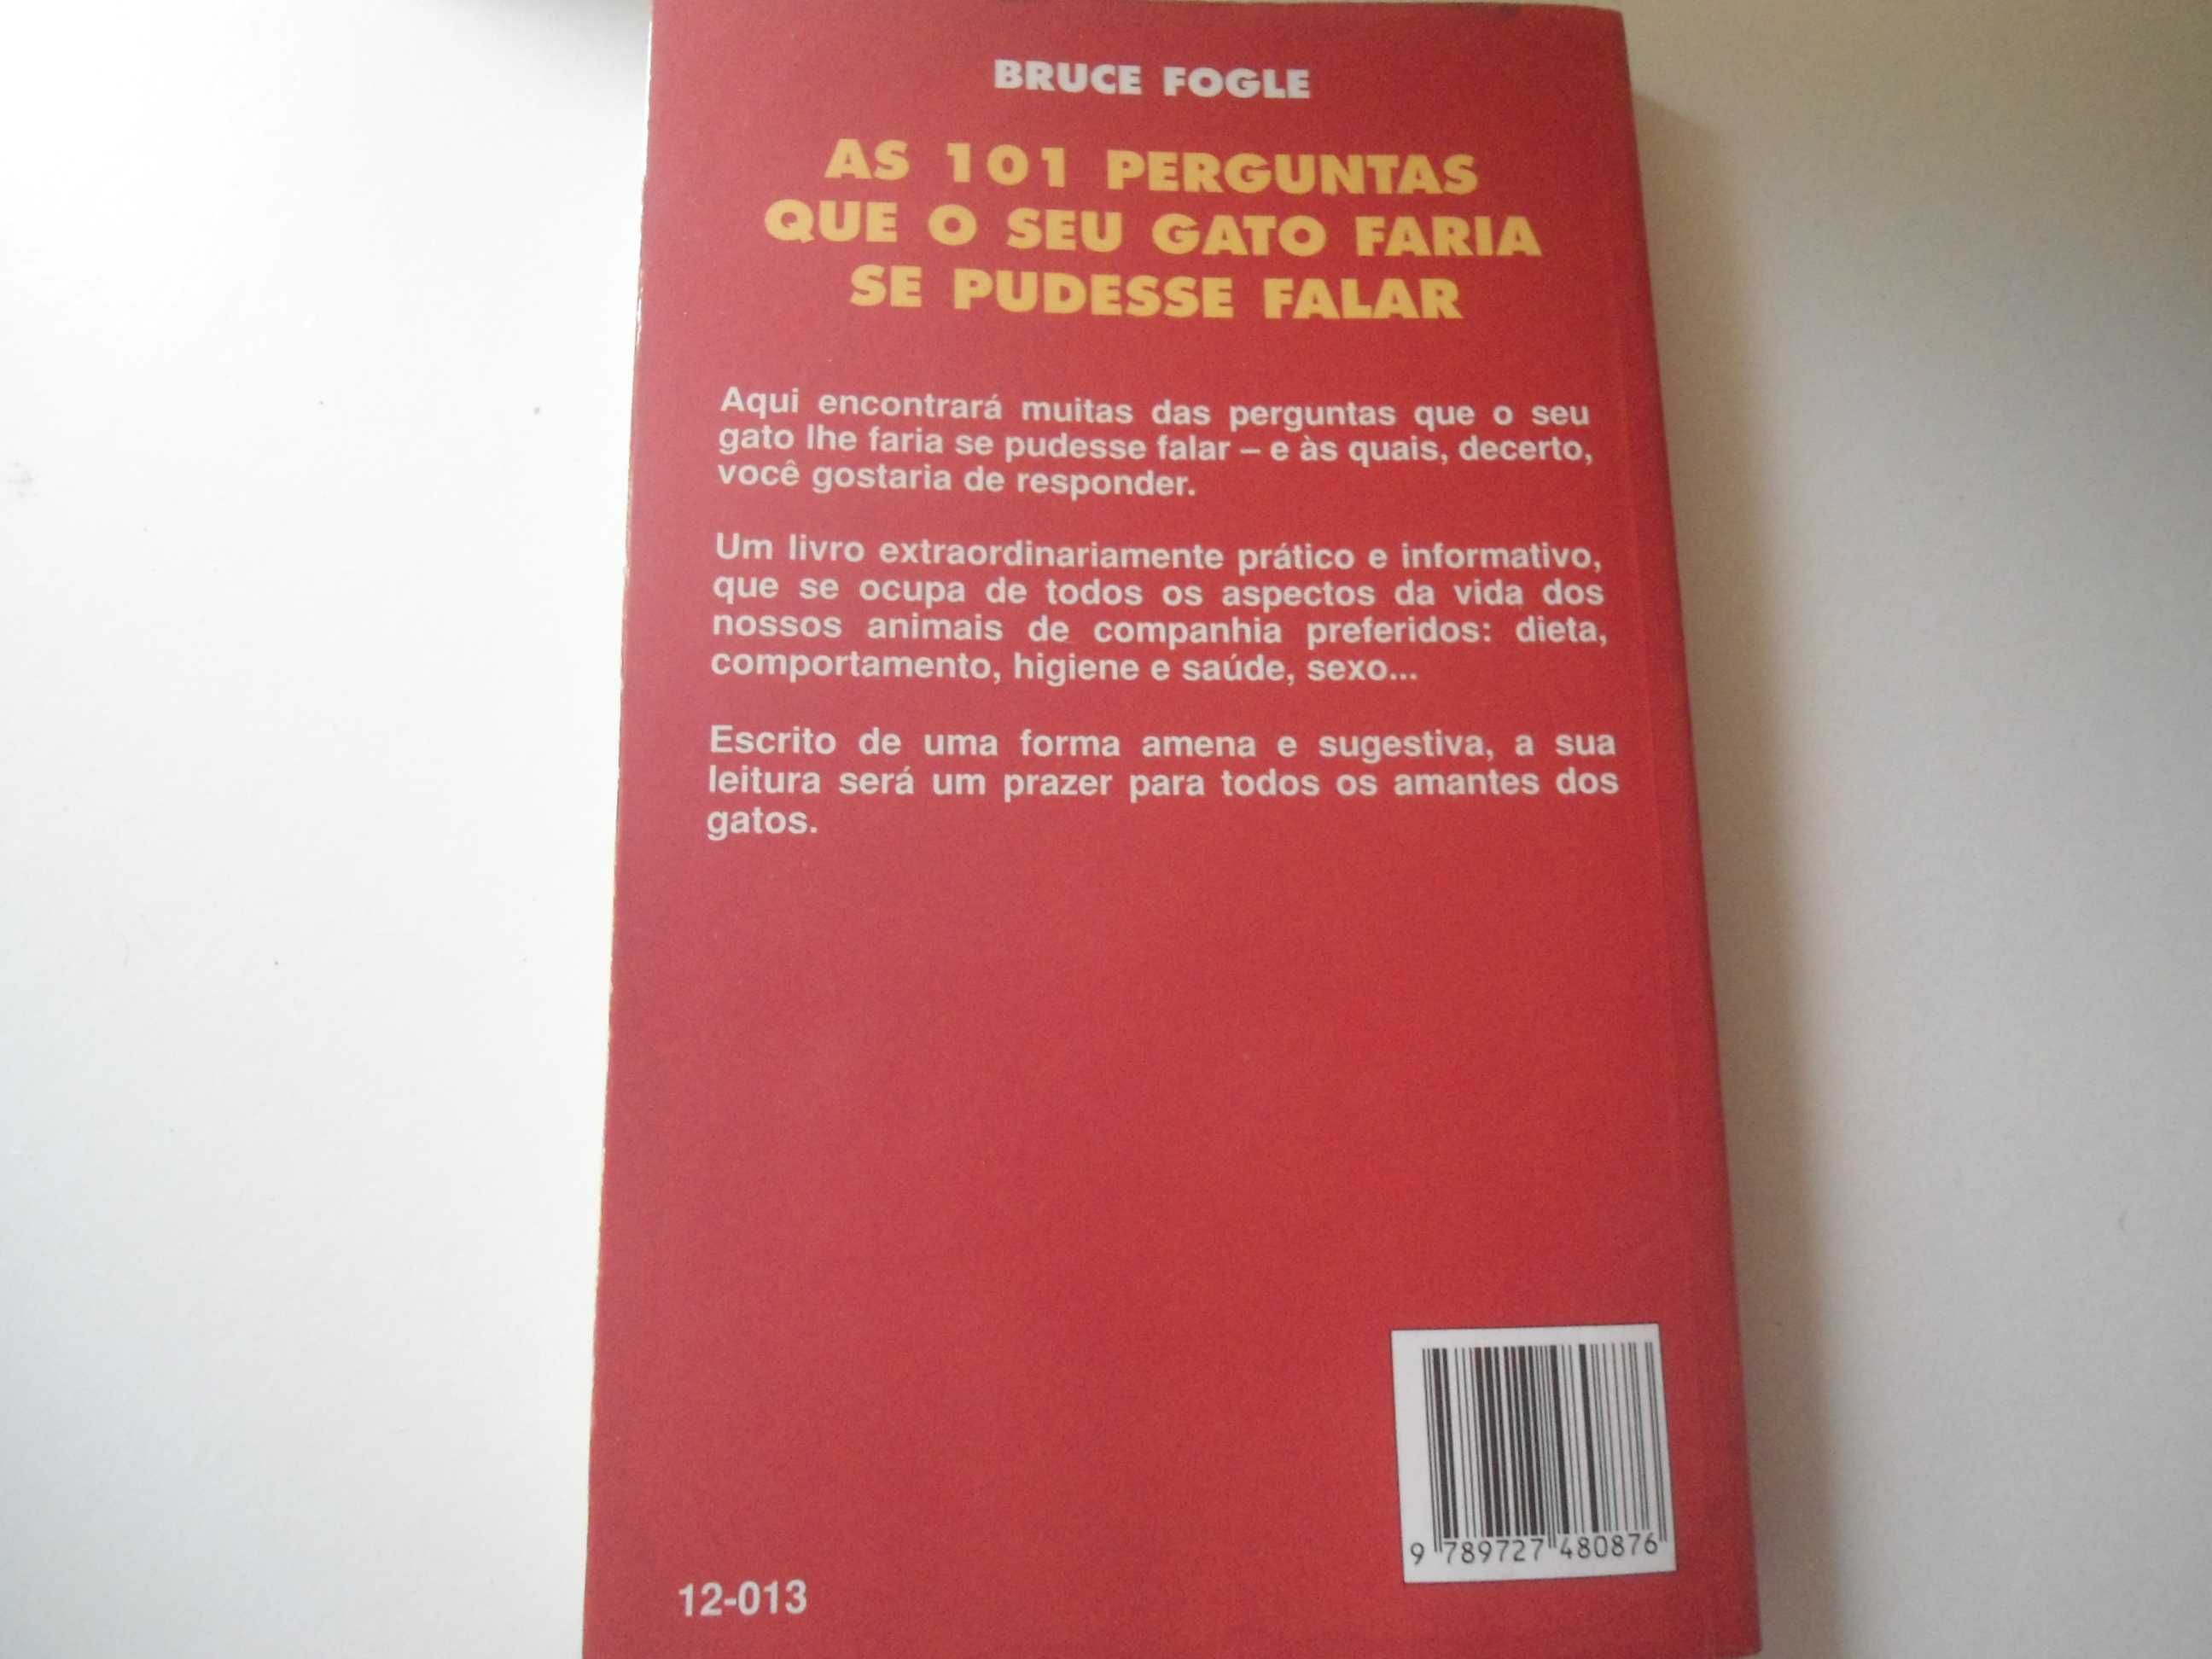 BRUCE FOGLE
AS 101 PERGUNTAS
QUE O SEU GATO FARIA
SE PUDESSE FALAR
Aqui encontrará muitas das perguntas que o seu
gato lhe faria se pudesse falar – e às quais, decerto,
você gostaria de responder.
Um livro extraordinariamente prático e informativo,
que se ocupa de todos os aspectos da vida dos
nossos animais de companhia preferidos: dieta,
comportamento, higiene e saúde, sexo...
Escrito de uma forma amena e sugestiva, a sua
leitura será um prazer para todos os amantes dos
gatos.
9 789727 480876
12-013